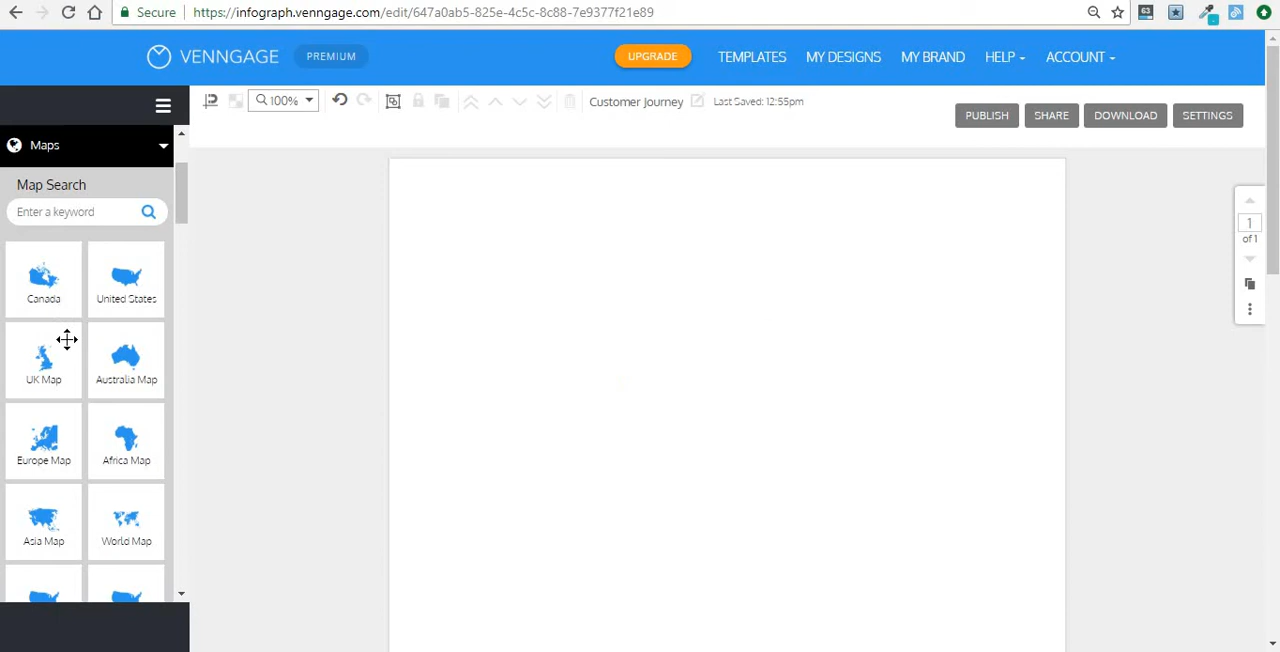 Secure https://infograph.venngage.com/edit/647a0ab5-825e-4c5c-8c88-7e9377f21e89
63
VENNGAGE PREMIUM UPGRADE TEMPLATES MY DESIGNS MY BRAND HELP ACCOUNT
100% Customer Journey Last Saved: 12:55pm
PUBLISH SHARE DOWNLOAD SETTINGS
Maps
Map Search
Enter a keyword
1
of 1
Canada United States
UK Map Australia Map
Europe Map Africa Map
Asia Map World Map